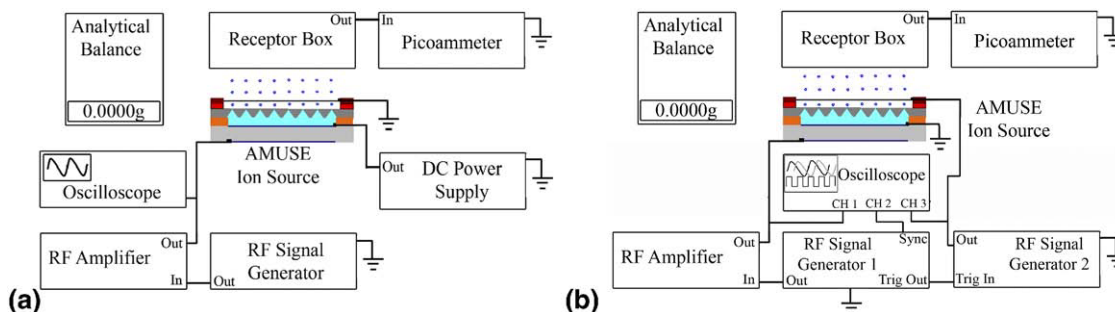 Analytical
Balance
0.0000g
Out
Receptor Box
In
Picoammeter
AMUSE
Ion Source
Oscilloscope
Out
DC Power
Supply
Out
RF Amplifier
In
RF Signal
Generator
Out
(a)
Analytical
Balance
0.0000g
Out
Receptor Box
In
Picoammeter
AMUSE
Ion Source
Oscilloscope
CH 1 CH 2 CH 3
Out
RF Amplifier
In
Sync
RF Signal
Generator 1
Out
Trig Out
Out
RF Signal
Generator 2
Trig In
(b)